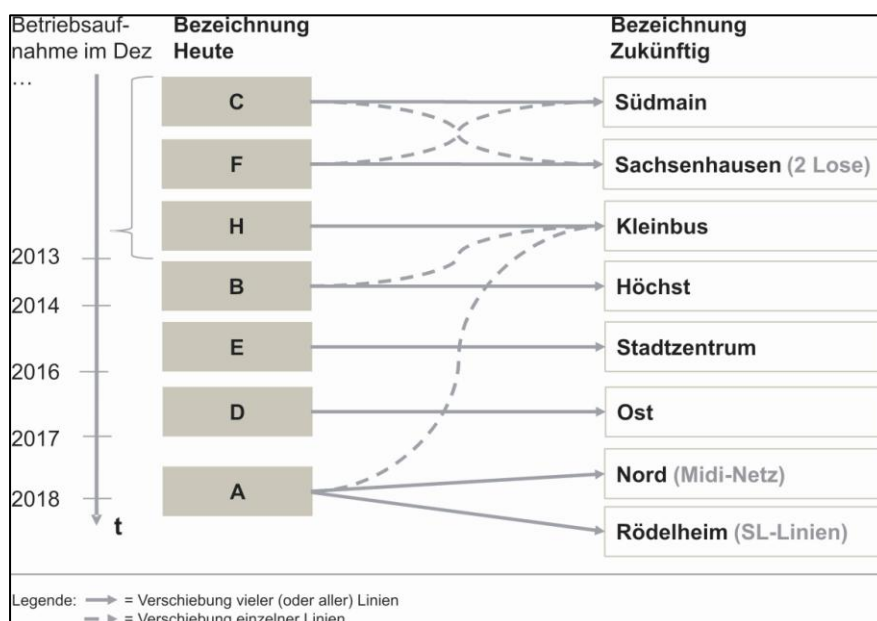 Betriebsauf-
nahme im Dez
...
Bezeichnung
Heute
Bezeichnung
Zukünftig
C
Südmain
F
Sachsenhausen (2 Lose)
H
Kleinbus
2013
B
Höchst
2014
E
Stadtzentrum
2016
D
Ost
2017
Nord (Midi-Netz)
A
2018
Rödelheim (SL-Linien)
t
Legende: = Verschiebung vieler (oder aller) Linien
= Verschiebung einzelner Linien